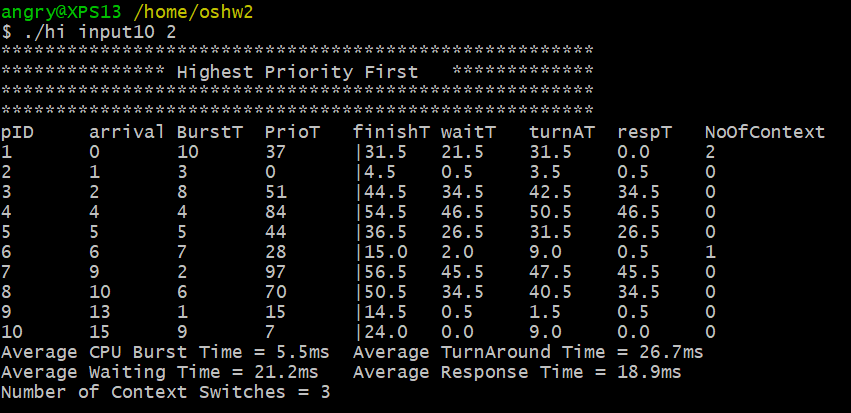 angry@XPS13 /home/oshw2
$ ./hi input10 2
******************************************************
*************** Highest Priority First   *************
******************************************************
******************************************************
pID     arrival BurstT  PrioT   finishT waitT   turnAT  respT   NoOfContext
1       0       10      37      |31.5   21.5    31.5    0.0     2
2       1       3       0       |4.5    0.5     3.5     0.5     0
3       2       8       51      |44.5   34.5    42.5    34.5    0
4       4       4       84      |54.5   46.5    50.5    46.5    0
5       5       5       44      |36.5   26.5    31.5    26.5    0
6       6       7       28      |15.0   2.0     9.0     0.5     1
7       9       2       97      |56.5   45.5    47.5    45.5    0
8       10      6       70      |50.5   34.5    40.5    34.5    0
9       13      1       15      |14.5   0.5     1.5     0.5     0
10      15      9       7       |24.0   0.0     9.0     0.0     0
Average CPU Burst Time = 5.5ms  Average TurnAround Time = 26.7ms
Average Waiting Time = 21.2ms   Average Response Time = 18.9ms
Number of Context Switches = 3